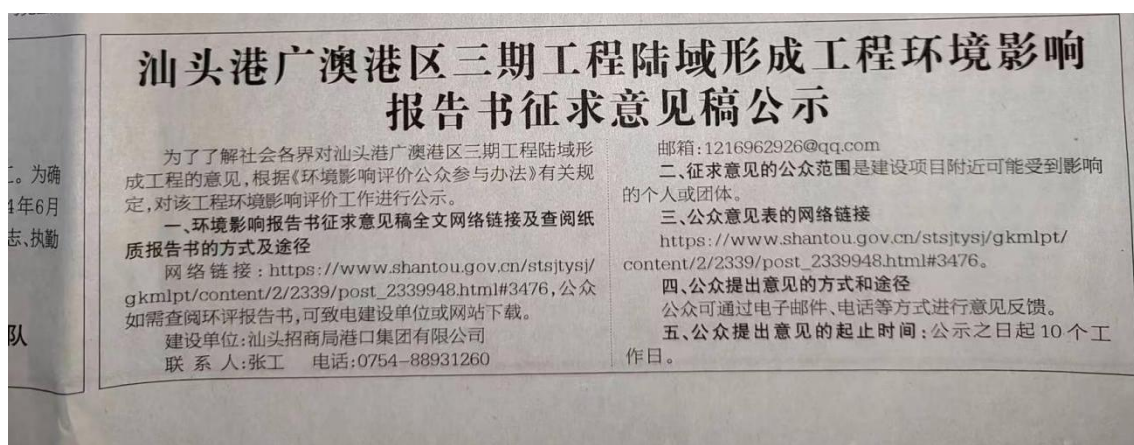 汕头港广澳港区三期工程陆域形成工程环境影响
报告书征求意见稿公示
为了了解社会各界对汕头港广澳港区三期工程陆域形
成工程的意见,根据《环境影响评价公众参与办法》有关规
定,对该工程环境影响评价工作进行公示。
一、环境影响报告书征求意见稿全文网络链接及查阅纸
质报告书的方式及途径
网络链接:https://www.shantou.gov.cn/stsjtysj/
gkmlpt/content/2/2339/post_2339948.html#3476,公众
如需查阅环评报告书,可致电建设单位或网站下载。
建设单位:汕头招商局港口集团有限公司
联 系 人:张工 电话:0754-88931260
邮箱:1216962926@qq.com
二、征求意见的公众范围是建设项目附近可能受到影响
的个人或团体。
三、公众意见表的网络链接
https://www.shantou.gov.cn/stsjtysj/gkmlpt/
content/2/2339/post_2339948.html#3476。
四、公众提出意见的方式和途径
公众可通过电子邮件、电话等方式进行意见反馈。
五、公众提出意见的起止时间:公示之日起 10 个工
作日。
。为确
4年6月
志、执勤
队